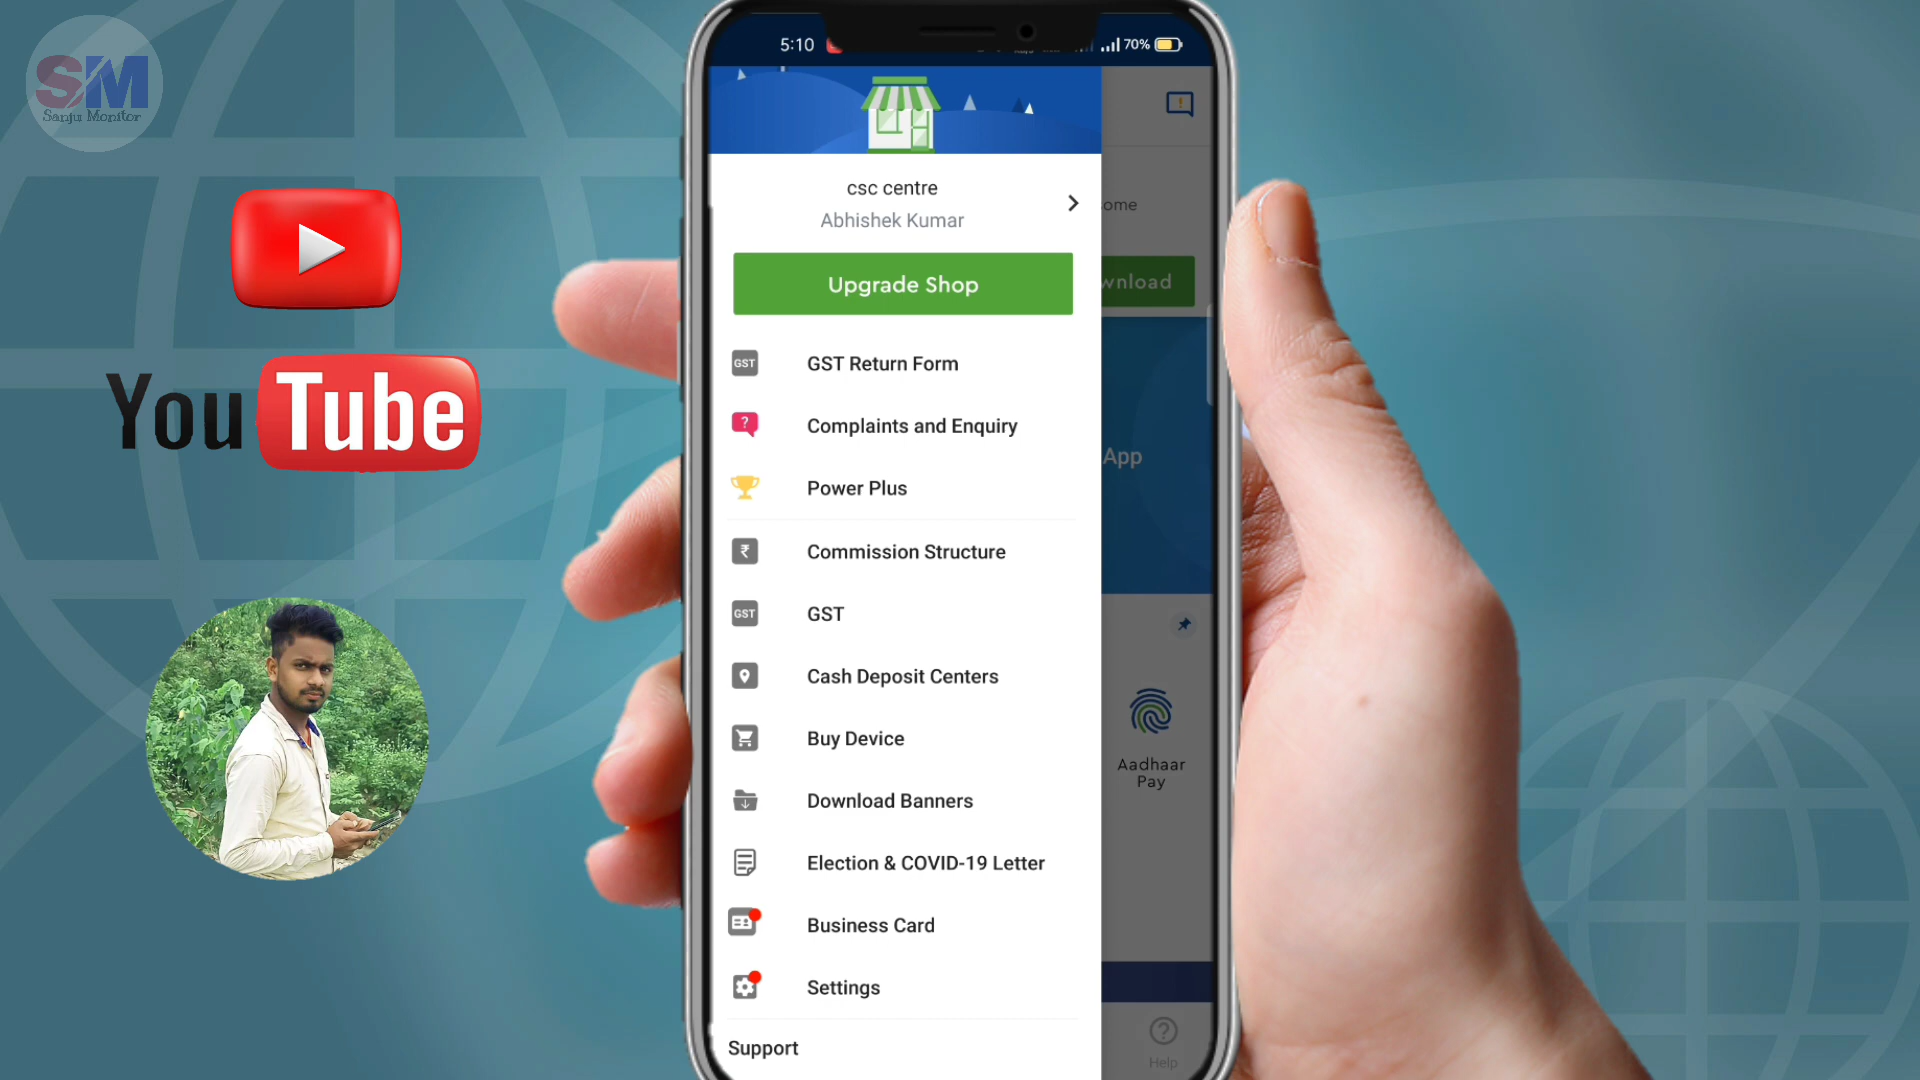 SM
Sanju Monitor
YouTube
5:10
70%
csc centre
Abhishek Kumar
Upgrade Shop
GST
GST Return Form
?
Complaints and Enquiry
Power Plus
₹
Commission Structure
GST
GST
Cash Deposit Centers
Buy Device
Download Banners
Election & COVID-19 Letter
Business Card
Settings
Support
ome
wnload
App
Aadhaar
Pay
?
Help